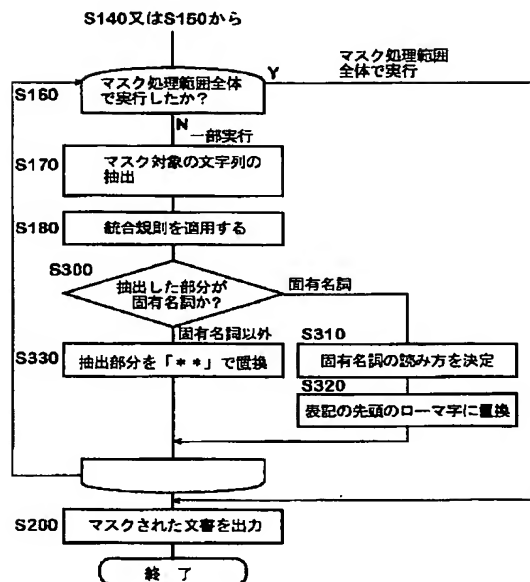 S140又はS150から
S160
マスク処理範囲全体
で実行したか？
Y
マスク処理範囲
全体で実行
N
一部実行
S170
マスク対象の文字列の
抽出
S180
統合規則を適用する
S300
抽出した部分が
固有名詞か？
固有名詞
固有名詞以外
S310
固有名詞の読み方を決定
S320
表記の先頭のローマ字に置換
S330
抽出部分を「＊＊」で置換
S200
マスクされた文書を出力
終 了